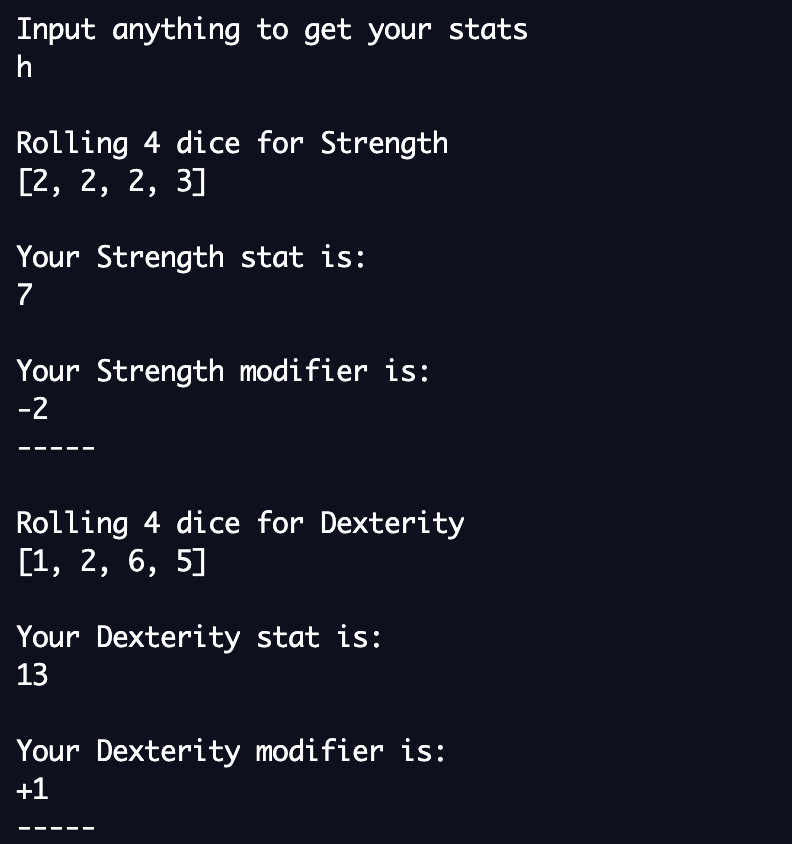 Input anything to get your stats
h
Rolling 4 dice for Strength
[2, 2, 2, 3]
Your Strength stat is:
7
Your Strength modifier is:
-2
-----
Rolling 4 dice for Dexterity
[1, 2, 6, 5]
Your Dexterity stat is:
13
Your Dexterity modifier is:
+1
-----